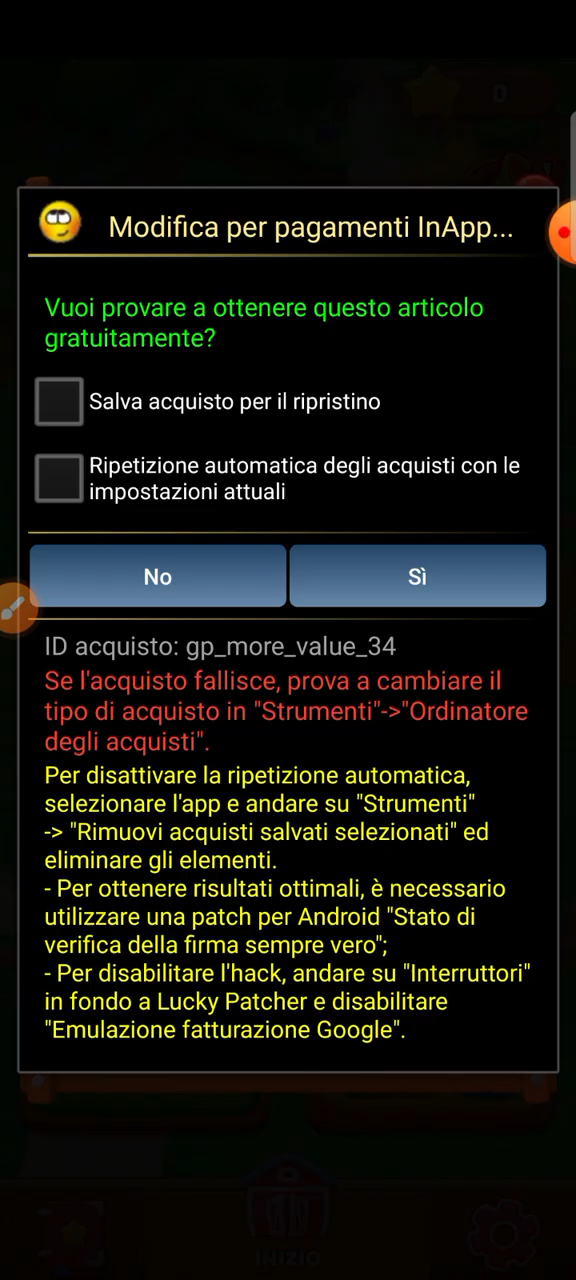 0
Modifica per pagamenti InApp...
Vuoi provare a ottenere questo articolo
gratuitamente?
Salva acquisto per il ripristino
Ripetizione automatica degli acquisti con le
impostazioni attuali
No
Sì
ID acquisto: gp_more_value_34
Se l'acquisto fallisce, prova a cambiare il
tipo di acquisto in "Strumenti"->"Ordinatore
degli acquisti".
Per disattivare la ripetizione automatica,
selezionare l'app e andare su "Strumenti"
-> "Rimuovi acquisti salvati selezionati" ed
eliminare gli elementi.
- Per ottenere risultati ottimali, è necessario
utilizzare una patch per Android "Stato di
verifica della firma sempre vero";
- Per disabilitare l'hack, andare su "Interruttori"
in fondo a Lucky Patcher e disabilitare
"Emulazione fatturazione Google".
INIZIO